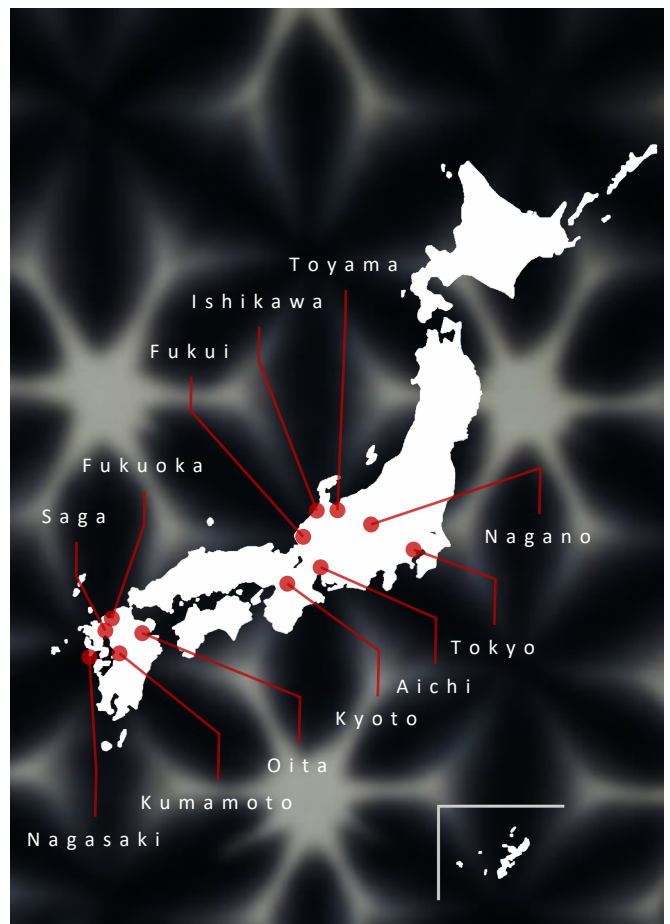 Toyama
Ishikawa
Fukui
Fukuoka
Saga
Nagano
Tokyo
Aichi
Kyoto
Oita
Kumamoto
Nagasaki